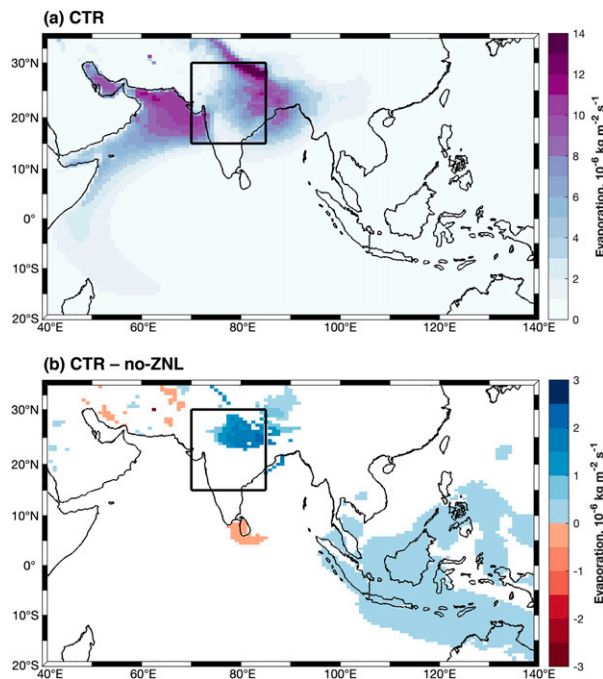 (a) CTR
30°N
20°N
10°N
0°
10°S
20°S
40°E
60°E
80°E
100°E
120°E
140°E
14
12
10
8
6
4
2
0
Evaporation, 10⁻⁶ kg m⁻² s⁻¹
(b) CTR – no-ZNL
30°N
20°N
10°N
0°
10°S
20°S
40°E
60°E
80°E
100°E
120°E
140°E
3
2
1
0
-1
-2
-3
Evaporation, 10⁻⁶ kg m⁻² s⁻¹